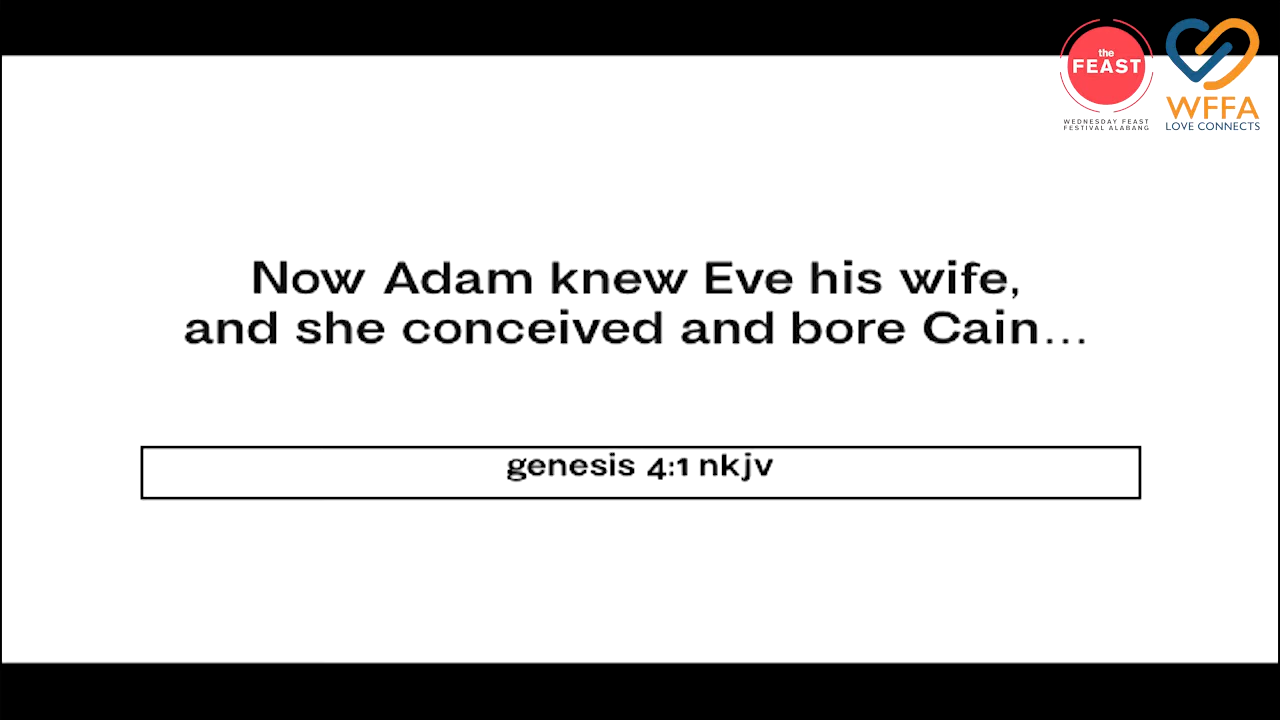 the
FEAST
WEDNESDAY FEAST
FESTIVAL ALABANG
WFFA
LOVE CONNECTS
Now Adam knew Eve his wife,
and she conceived and bore Cain...
genesis 4:1 nkjv